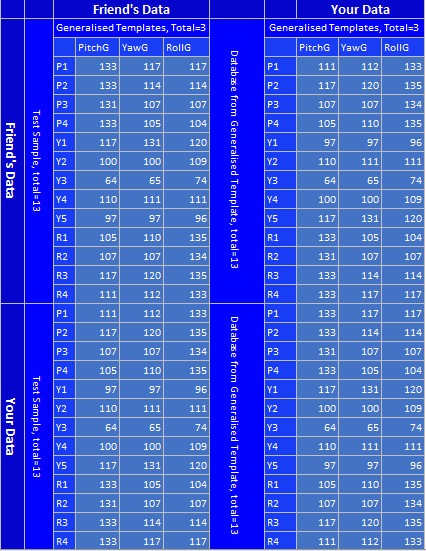 Friend's Data Your Data
Generalised Templates, Total=3 Generalised Templates, Total=3
PitchG YawG RollG PitchG YawG RollG
Friend's Data
Test Sample, total=13
Database from Generalised Template, total=13
P1 133 117 117 P1 111 112 133
P2 133 114 114 P2 117 120 135
P3 131 107 107 P3 107 107 134
P4 133 105 104 P4 105 110 135
Y1 117 131 120 Y1 97 97 96
Y2 100 100 109 Y2 110 111 111
Y3 64 65 74 Y3 64 65 74
Y4 110 111 111 Y4 100 100 109
Y5 97 97 96 Y5 117 131 120
R1 105 110 135 R1 133 105 104
R2 107 107 134 R2 131 107 107
R3 117 120 135 R3 133 114 114
R4 111 112 133 R4 133 117 117
Your Data
Test Sample, total=13
Database from Generalised Template, total=13
P1 111 112 133 P1 133 117 117
P2 117 120 135 P2 133 114 114
P3 107 107 134 P3 131 107 107
P4 105 110 135 P4 133 105 104
Y1 97 97 96 Y1 117 131 120
Y2 110 111 111 Y2 100 100 109
Y3 64 65 74 Y3 64 65 74
Y4 100 100 109 Y4 110 111 111
Y5 117 131 120 Y5 97 97 96
R1 133 105 104 R1 105 110 135
R2 131 107 107 R2 107 107 134
R3 133 114 114 R3 117 120 135
R4 133 117 117 R4 111 112 133